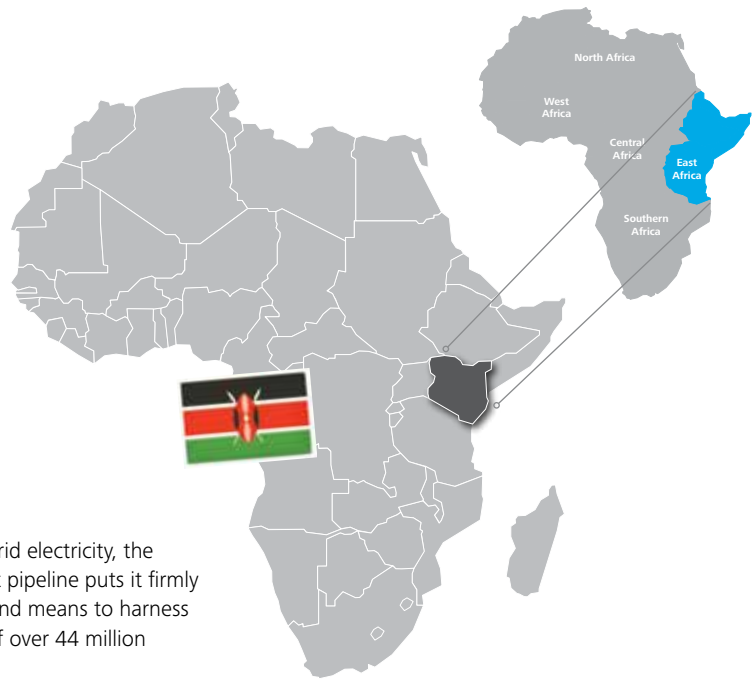 North Africa
West
Africa
Central
Africa
East
Africa
Southern
Africa
rid electricity, the
pipeline puts it firmly
nd means to harness
f over 44 million